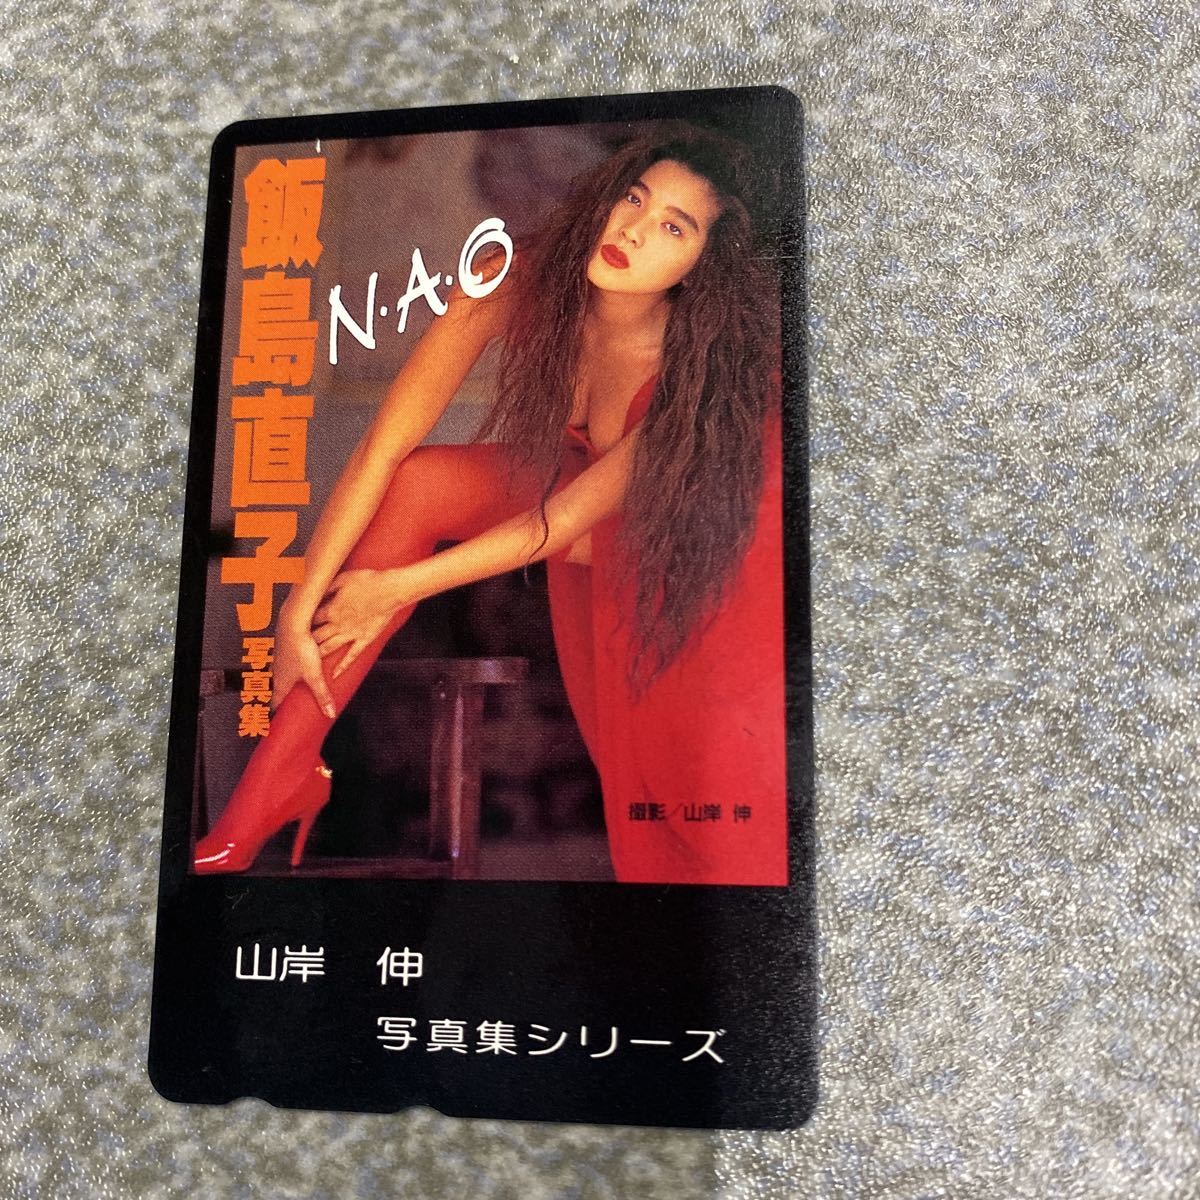 飯島直子
写真集
N・A・O
撮影／山岸 伸
山岸 伸
写真集シリーズ